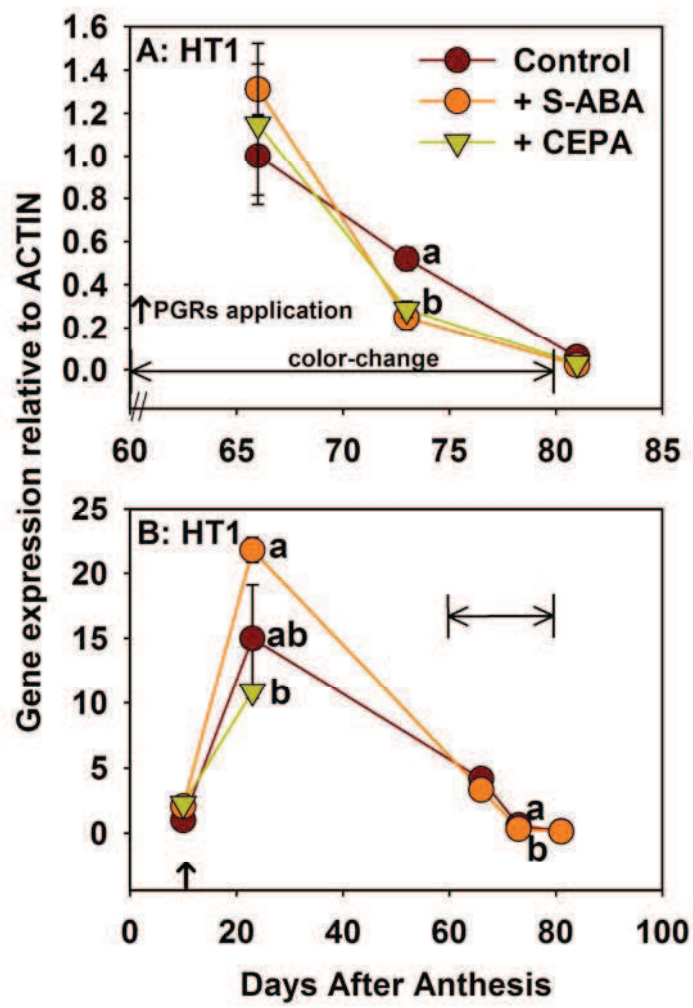 Gene expression relative to ACTIN
A: HT1
Control
+ S-ABA
+ CEPA
1.6
1.4
1.2
1.0
0.8
0.6
0.4
0.2
0.0
a
b
↑PGRs application
color-change
60 65 70 75 80 85
B: HT1
25
20
15
10
5
0
a
ab
b
a
b
0 20 40 60 80 100
Days After Anthesis